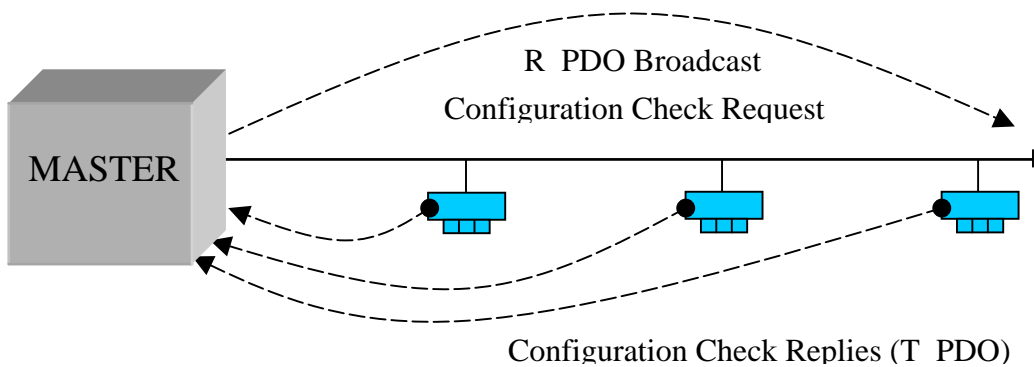 R PDO Broadcast
Configuration Check Request
MASTER
Configuration Check Replies (T PDO)